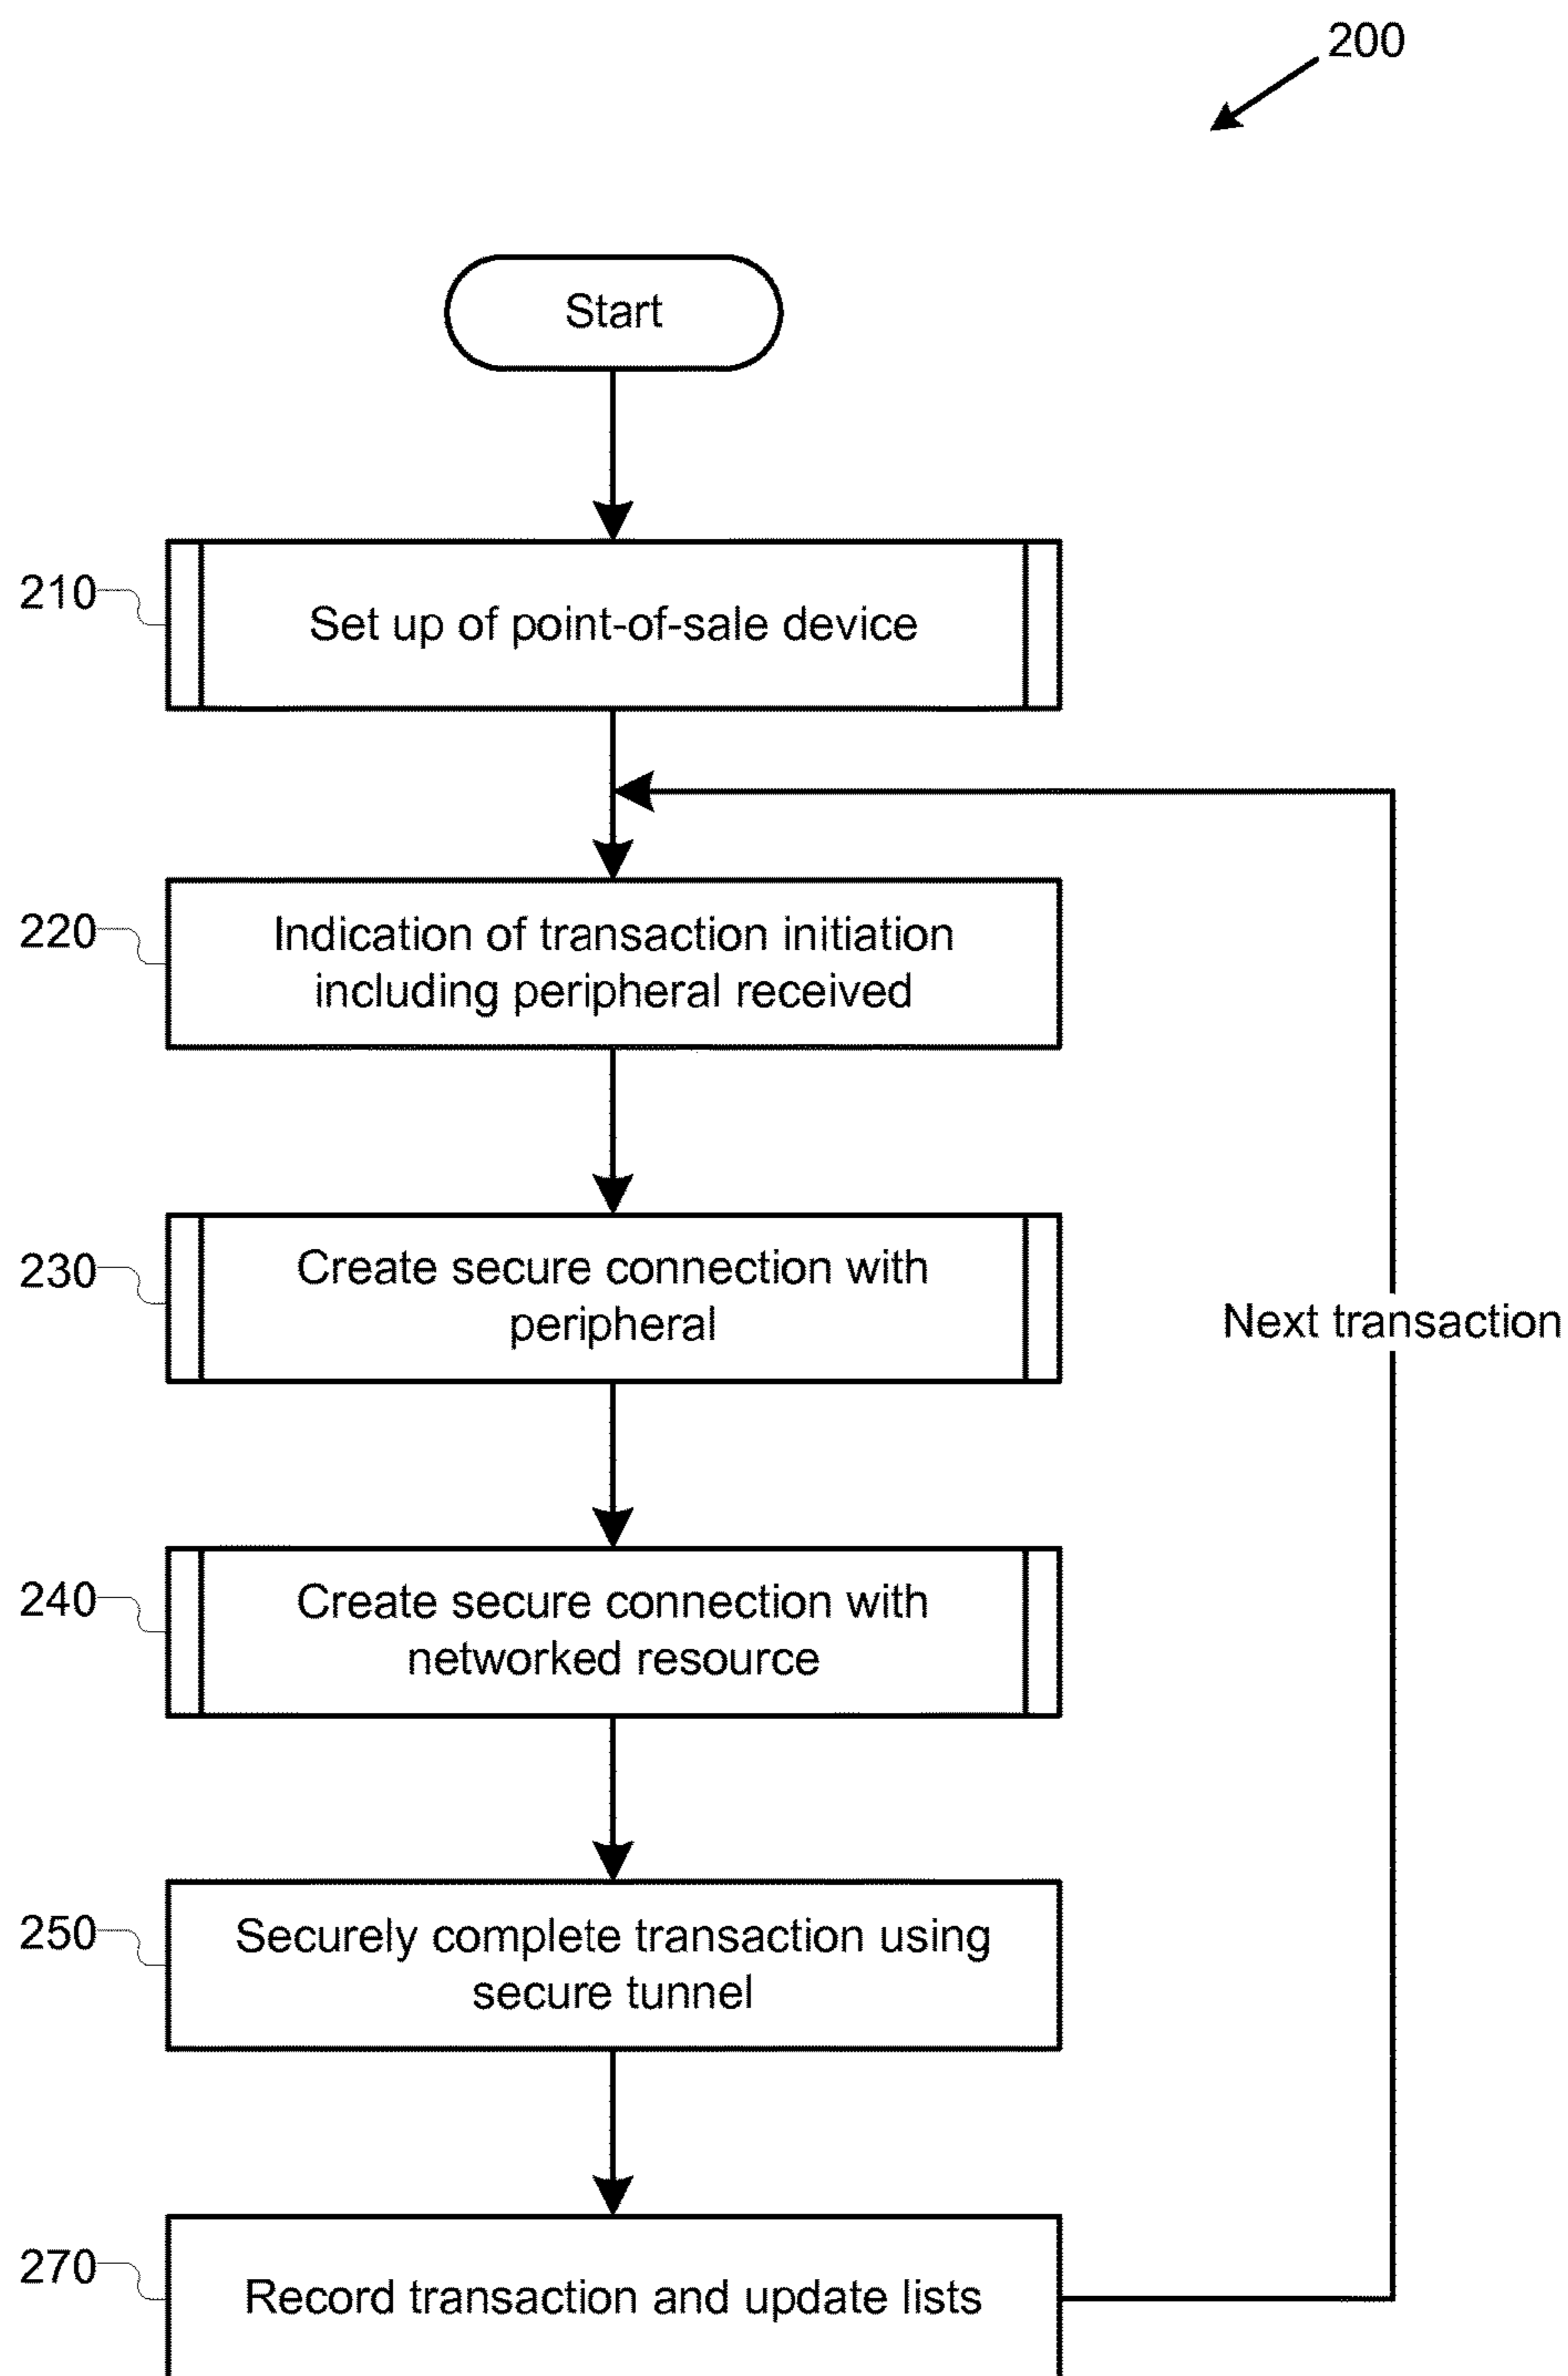 200
Start
210
Set up of point-of-sale device
220
Indication of transaction initiation
including peripheral received
230
Create secure connection with
peripheral
Next transaction
240
Create secure connection with
networked resource
250
Securely complete transaction using
secure tunnel
270
Record transaction and update lists